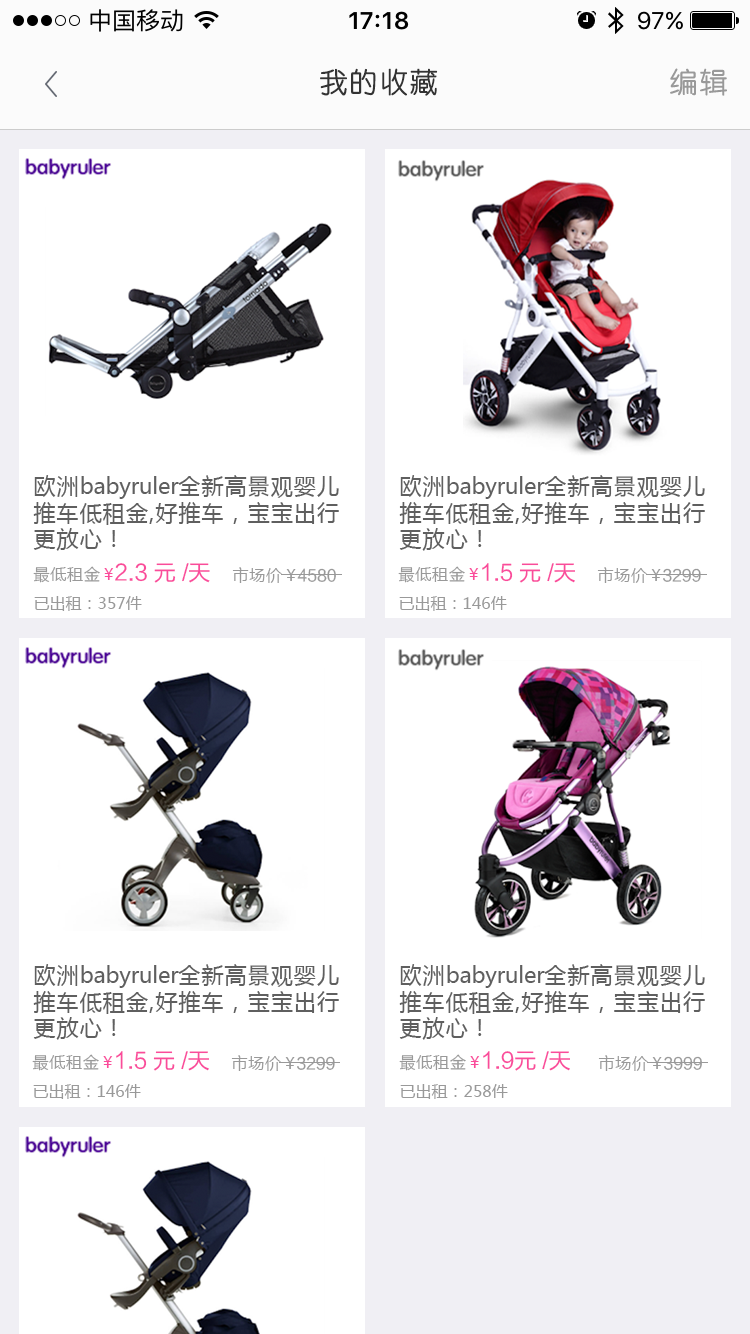 中国移动 17:18 97%
我的收藏 编辑
babyruler
tornado
欧洲babyruler全新高景观婴儿
推车低租金,好推车，宝宝出行
更放心！
最低租金 ¥2.3 元 /天 市场价 ¥4580
已出租：357件
babyruler
babyruler
欧洲babyruler全新高景观婴儿
推车低租金,好推车，宝宝出行
更放心！
最低租金 ¥1.5 元 /天 市场价 ¥3299
已出租：146件
babyruler
欧洲babyruler全新高景观婴儿
推车低租金,好推车，宝宝出行
更放心！
最低租金 ¥1.5 元 /天 市场价 ¥3299
已出租：146件
babyruler
babyruler
欧洲babyruler全新高景观婴儿
推车低租金,好推车，宝宝出行
更放心！
最低租金 ¥1.9元 /天 市场价 ¥3999
已出租：258件
babyruler